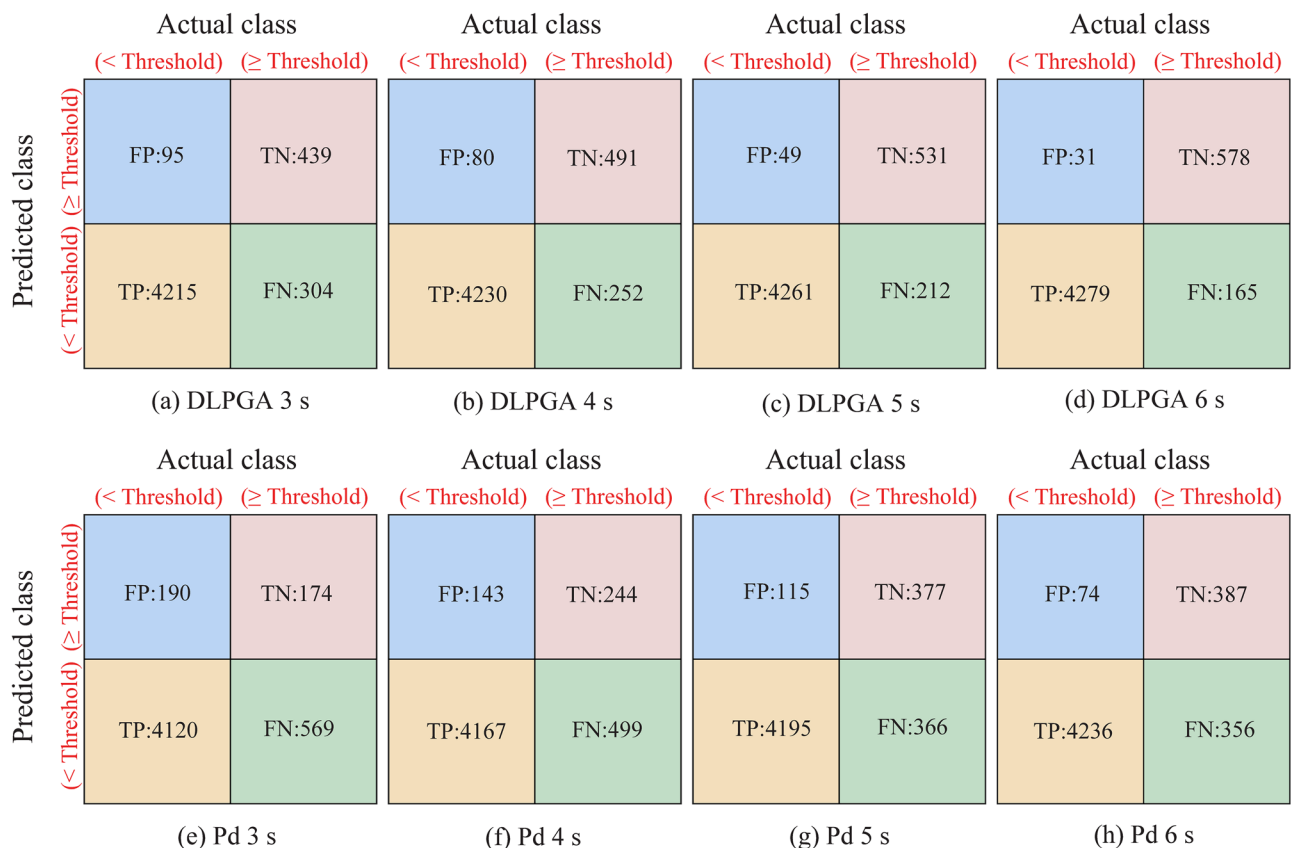 Actual class Actual class Actual class Actual class
(< Threshold) (≥ Threshold) (< Threshold) (≥ Threshold) (< Threshold) (≥ Threshold) (< Threshold) (≥ Threshold)
Predicted class
(≥ Threshold)
FP:95 TN:439 FP:80 TN:491 FP:49 TN:531 FP:31 TN:578
(< Threshold)
TP:4215 FN:304 TP:4230 FN:252 TP:4261 FN:212 TP:4279 FN:165
(a) DLPGA 3 s (b) DLPGA 4 s (c) DLPGA 5 s (d) DLPGA 6 s
Actual class Actual class Actual class Actual class
(< Threshold) (≥ Threshold) (< Threshold) (≥ Threshold) (< Threshold) (≥ Threshold) (< Threshold) (≥ Threshold)
Predicted class
(≥ Threshold)
FP:190 TN:174 FP:143 TN:244 FP:115 TN:377 FP:74 TN:387
(< Threshold)
TP:4120 FN:569 TP:4167 FN:499 TP:4195 FN:366 TP:4236 FN:356
(e) Pd 3 s (f) Pd 4 s (g) Pd 5 s (h) Pd 6 s